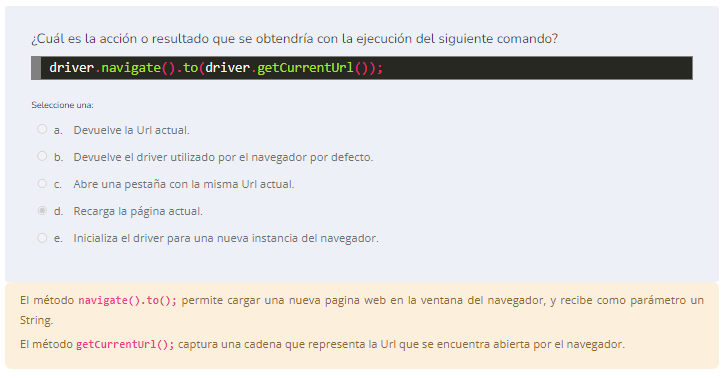 ¿Cuál es la acción o resultado que se obtendría con la ejecución del siguiente comando?
driver.navigate().to(driver.getCurrentUrl());
Seleccione una:
a. Devuelve la Url actual.
b. Devuelve el driver utilizado por el navegador por defecto.
c. Abre una pestaña con la misma Url actual.
d. Recarga la página actual.
e. Inicializa el driver para una nueva instancia del navegador.
El método navigate().to(); permite cargar una nueva pagina web en la ventana del navegador, y recibe como parámetro un
String.
El método getCurrentUrl(); captura una cadena que representa la Url que se encuentra abierta por el navegador.